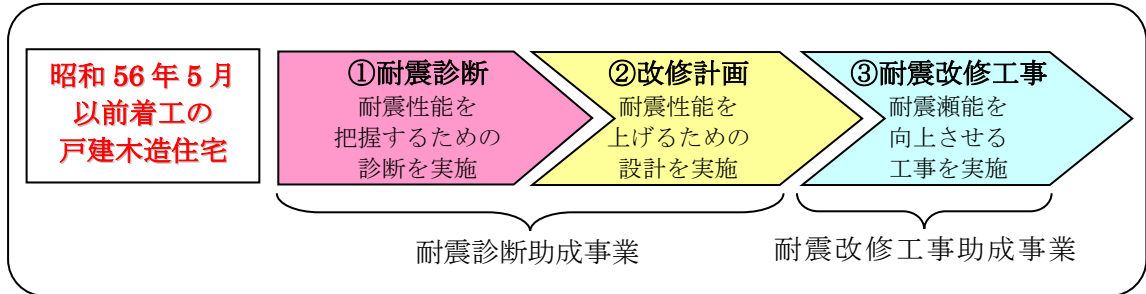 昭和 56 年 5 月
以前着工の
戸建木造住宅
①耐震診断
耐震性能を
把握するための
診断を実施
②改修計画
耐震性能を
上げるための
設計を実施
③耐震改修工事
耐震瀬能を
向上させる
工事を実施
耐震診断助成事業
耐震改修工事助成事業